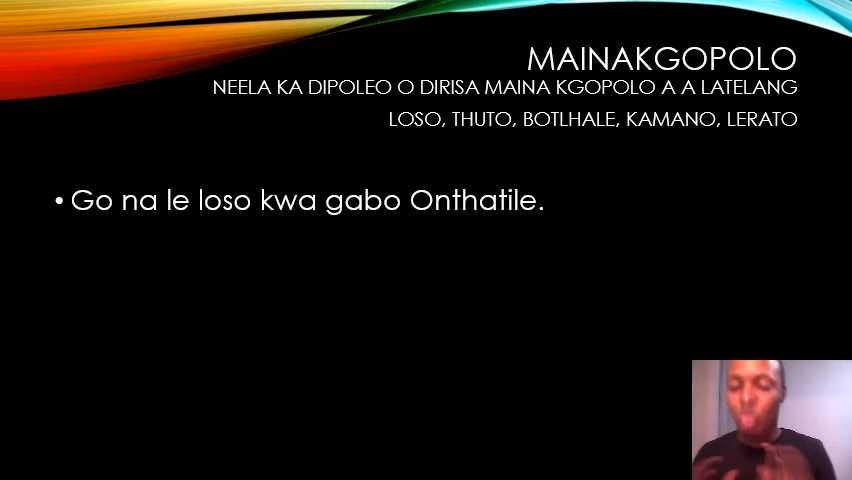 MAINAKGOPOLO
NEELA KA DIPOLEO O DIRISA MAINA KGOPOLO A A LATELANG
LOSO, THUTO, BOTLHALE, KAMANO, LERATO
• Go na le loso kwa gabo Onthatile.